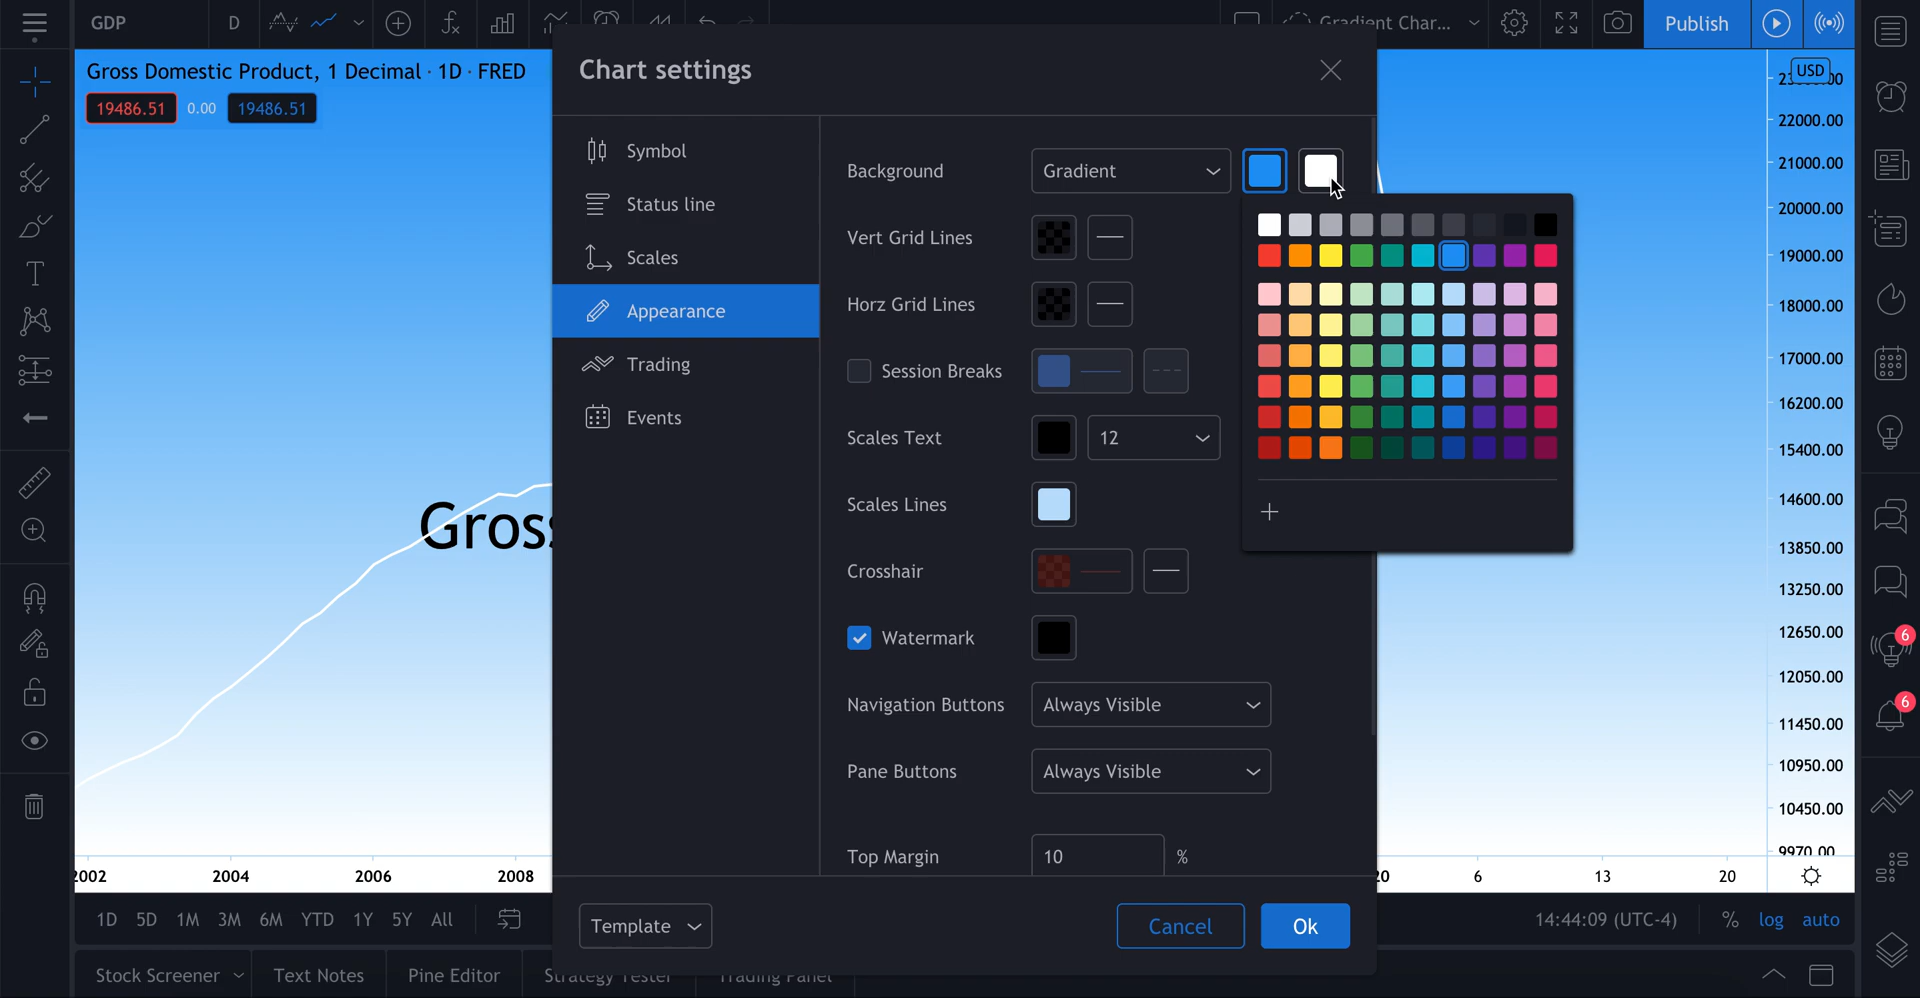 GDP
D
Gradient Char...
Publish
Gross Domestic Product, 1 Decimal · 1D · FRED
19486.51
0.00
19486.51
Gross
Chart settings
Symbol
Status line
Scales
Appearance
Trading
Events
Background
Gradient
Vert Grid Lines
Horz Grid Lines
Session Breaks
Scales Text
12
Scales Lines
Crosshair
Watermark
Navigation Buttons
Always Visible
Pane Buttons
Always Visible
Top Margin
10
%
Template
Cancel
Ok
USD
22000.00
21000.00
20000.00
19000.00
18000.00
17000.00
16200.00
15400.00
14600.00
13850.00
13250.00
12650.00
12050.00
11450.00
10950.00
10450.00
9970.00
6
6
2002
2004
2006
2008
20
6
13
20
1D
5D
1M
3M
6M
YTD
1Y
5Y
All
14:44:09 (UTC-4)
%
log
auto
Stock Screener
Text Notes
Pine Editor
Strategy Tester
Trading Panel